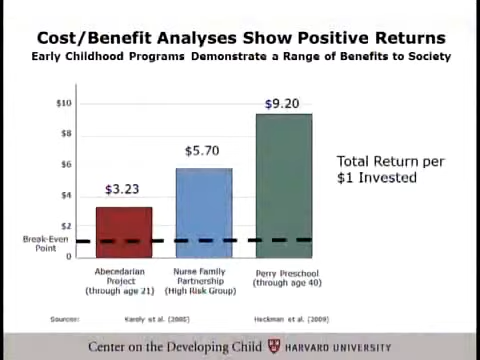 Cost/Benefit Analyses Show Positive Returns
Early Childhood Programs Demonstrate a Range of Benefits to Society
$10
$8
$6
$4
$2
0
Break-Even
Point
$3.23
$5.70
$9.20
Total Return per
$1 Invested
Abecedarian
Project
(through age 21)
Nurse Family
Partnership
(High Risk Group)
Perry Preschool
(through age 40)
Sources: Karoly et al. (2005) Heckman et al. (2009)
Center on the Developing Child HARVARD UNIVERSITY